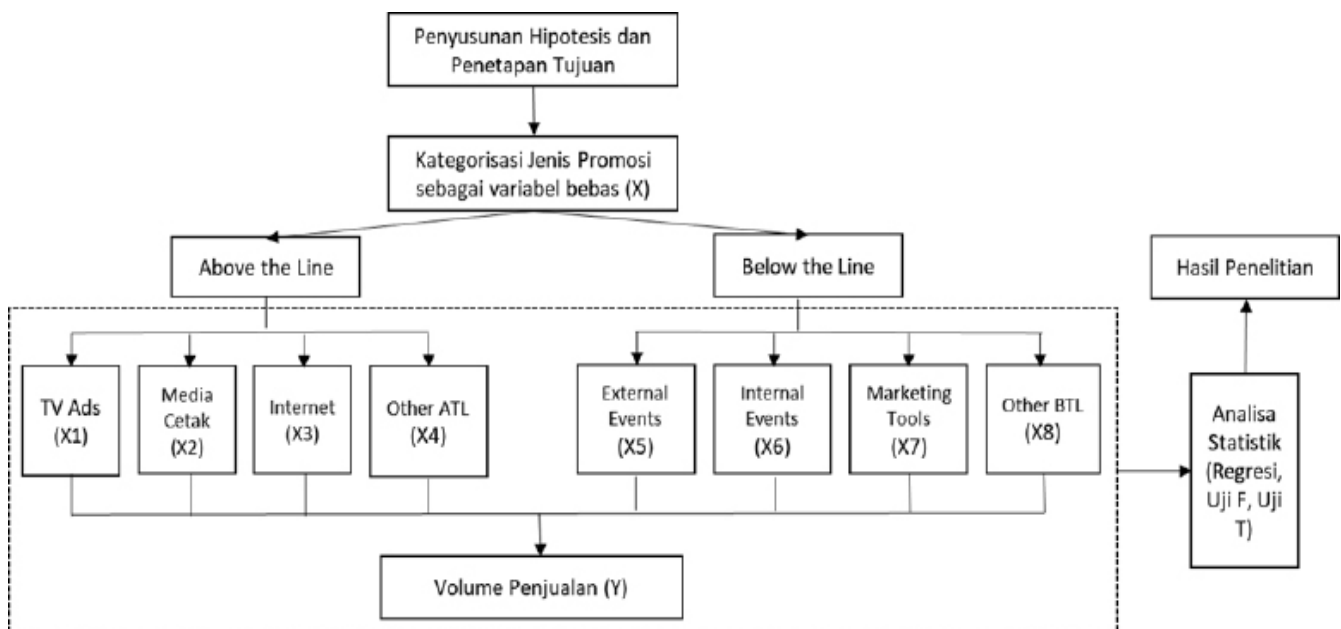 Penyusunan Hipotesis dan
Penetapan Tujuan
Kategorisasi Jenis Promosi
sebagai variabel bebas (X)
Above the Line
Below the Line
Hasil Penelitian
TV Ads
(X1)
Media
Cetak
(X2)
Internet
(X3)
Other ATL
(X4)
External
Events
(X5)
Internal
Events
(X6)
Marketing
Tools
(X7)
Other BTL
(X8)
Analisa
Statistik
(Regresi,
Uji F, Uji
T)
Volume Penjualan (Y)